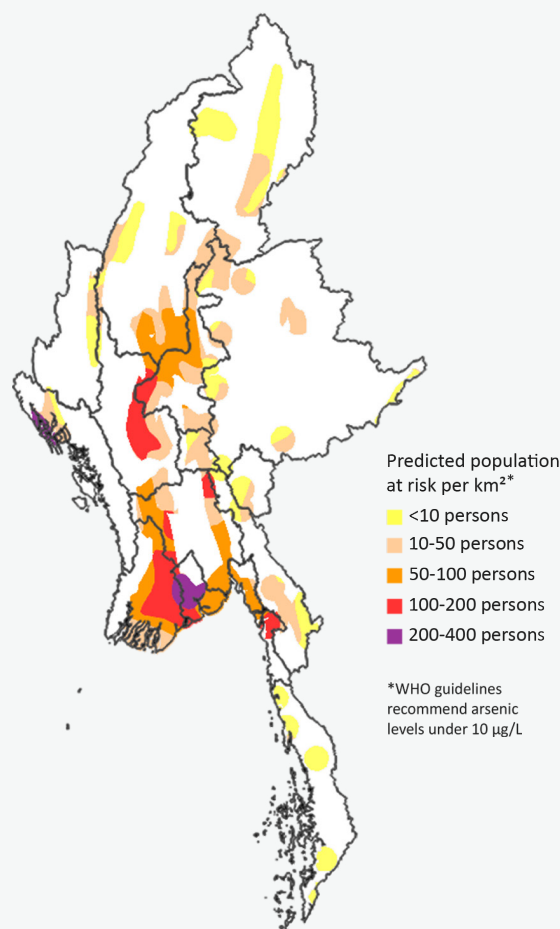 Predicted population
at risk per km²*
<10 persons
10-50 persons
50-100 persons
100-200 persons
200-400 persons
*WHO guidelines
recommend arsenic
levels under 10 µg/L